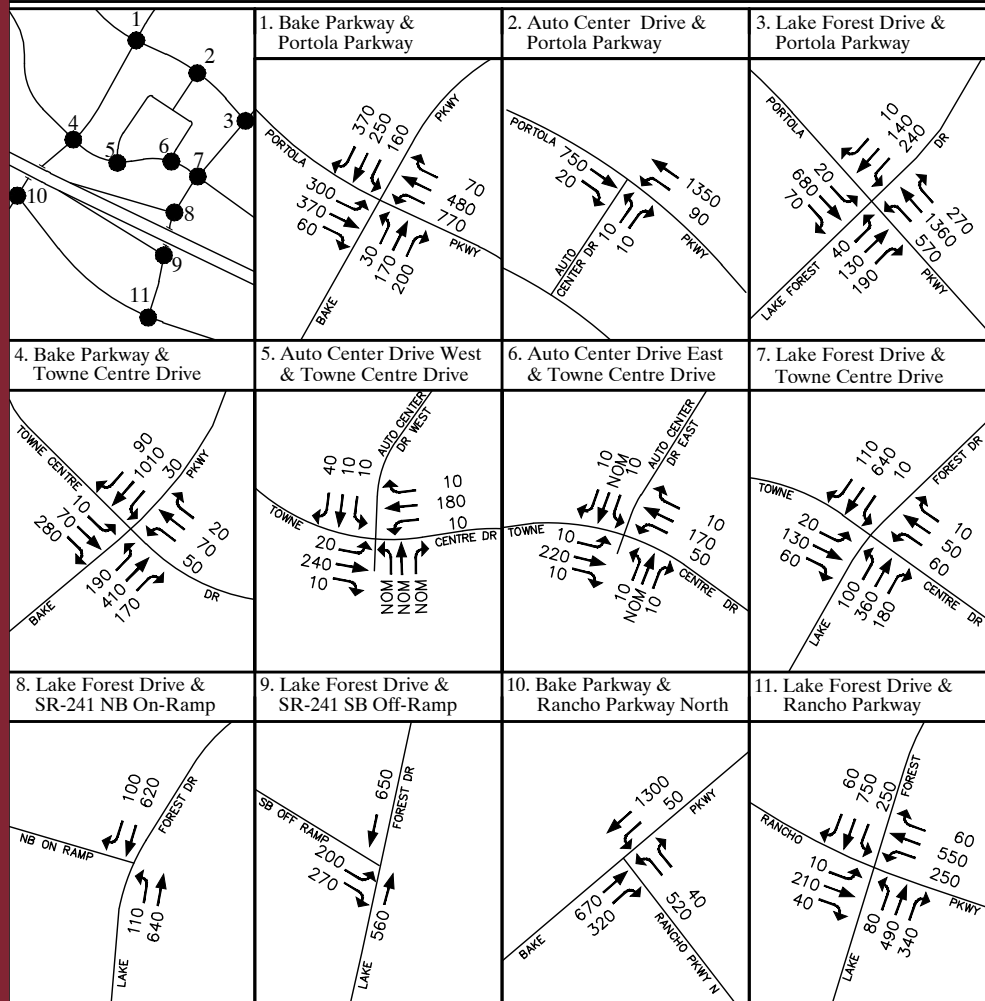 1
2
3
4
5
6
7
8
9
10
11
1. Bake Parkway &
Portola Parkway
PORTOLA
PKWY
PKWY
BAKE
370
250
160
300
370
60
70
480
770
30
170
200
2. Auto Center Drive &
Portola Parkway
PORTOLA
PKWY
AUTO
CENTER DR
750
20
1350
90
10
10
3. Lake Forest Drive &
Portola Parkway
PORTOLA
DR
LAKE FOREST
PKWY
10
140
240
20
680
70
270
1360
570
40
130
190
4. Bake Parkway &
Towne Centre Drive
TOWNE CENTRE
PKWY
BAKE
DR
90
1010
30
10
70
280
20
70
50
190
410
170
5. Auto Center Drive West
& Towne Centre Drive
AUTO CENTER
DR WEST
TOWNE
CENTRE DR
40
10
10
20
240
10
10
180
10
NOM
NOM
NOM
6. Auto Center Drive East
& Towne Centre Drive
AUTO CENTER
DR EAST
TOWNE
CENTRE DR
10
NOM
10
10
220
10
10
170
50
10
NOM
10
7. Lake Forest Drive &
Towne Centre Drive
TOWNE
FOREST DR
CENTRE DR
LAKE
110
640
10
20
130
60
10
50
60
100
360
180
8. Lake Forest Drive &
SR-241 NB On-Ramp
NB ON RAMP
FOREST DR
LAKE
100
620
110
640
9. Lake Forest Drive &
SR-241 SB Off-Ramp
SB OFF RAMP
FOREST DR
LAKE
650
200
270
560
10. Bake Parkway &
Rancho Parkway North
BAKE
PKWY
RANCHO PKWY N
1300
50
670
320
40
520
11. Lake Forest Drive &
Rancho Parkway
RANCHO
FOREST
PKWY
LAKE
60
750
250
10
210
40
60
550
250
80
490
340